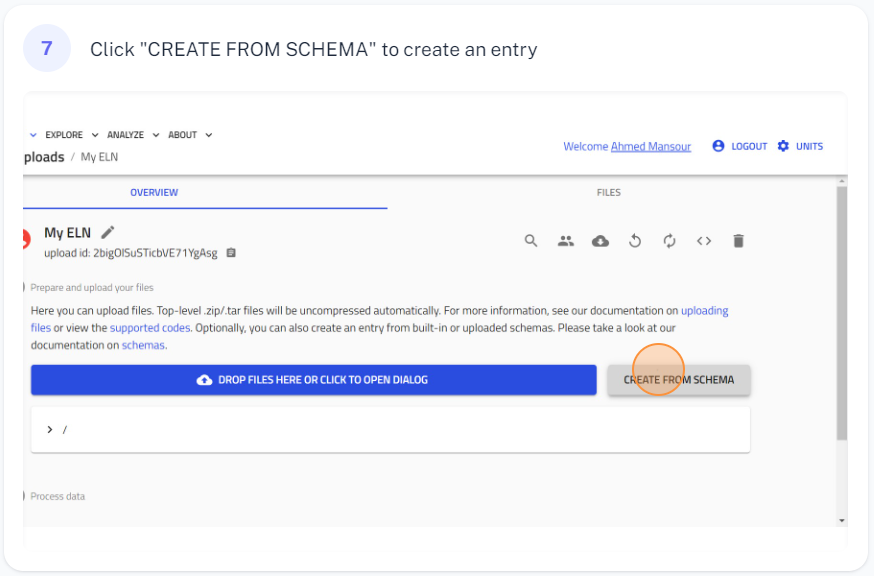 7 Click "CREATE FROM SCHEMA" to create an entry
EXPLORE ANALYZE ABOUT
ploads / My ELN
Welcome Ahmed Mansour LOGOUT UNITS
OVERVIEW FILES
My ELN
upload id: 2bigOlSuSTicbVE71YgAsg
Prepare and upload your files
Here you can upload files. Top-level .zip/.tar files will be uncompressed automatically. For more information, see our documentation on uploading
files or view the supported codes. Optionally, you can also create an entry from built-in or uploaded schemas. Please take a look at our
documentation on schemas.
DROP FILES HERE OR CLICK TO OPEN DIALOG CREATE FROM SCHEMA
/
Process data